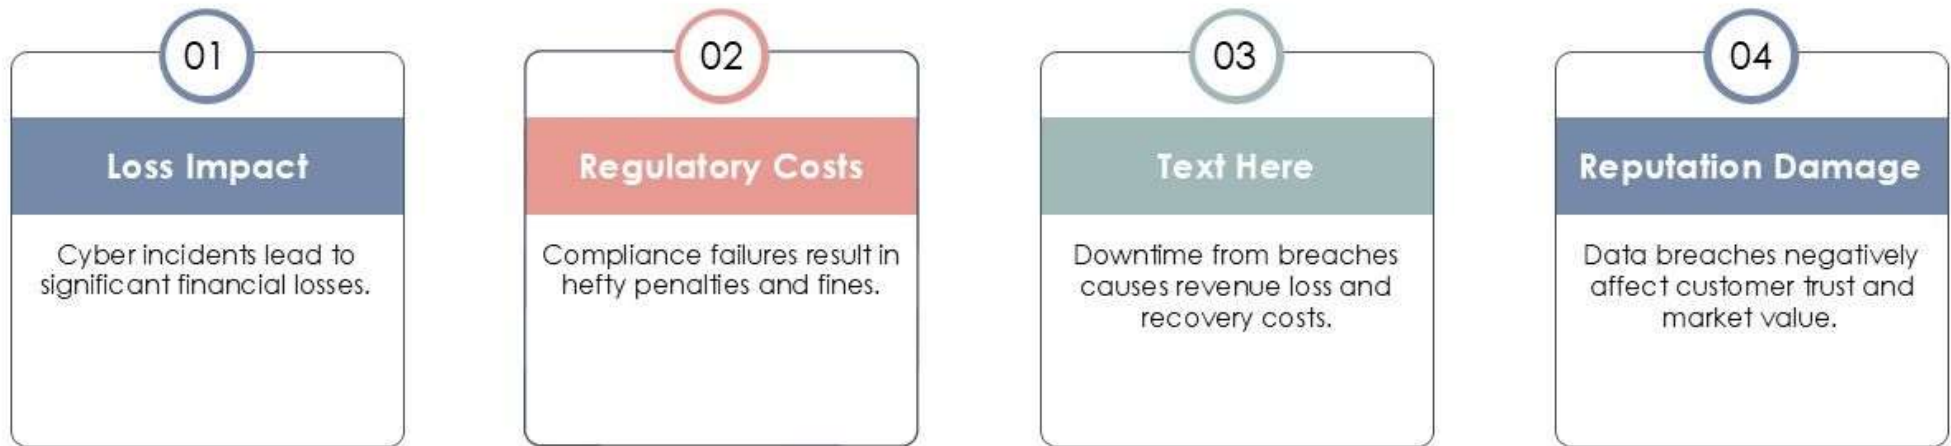 01
Loss Impact
Cyber incidents lead to
significant financial losses.
02
Regulatory Costs
Compliance failures result in
hefty penalties and fines.
03
Text Here
Downtime from breaches
causes revenue loss and
recovery costs.
04
Reputation Damage
Data breaches negatively
affect customer trust and
market value.